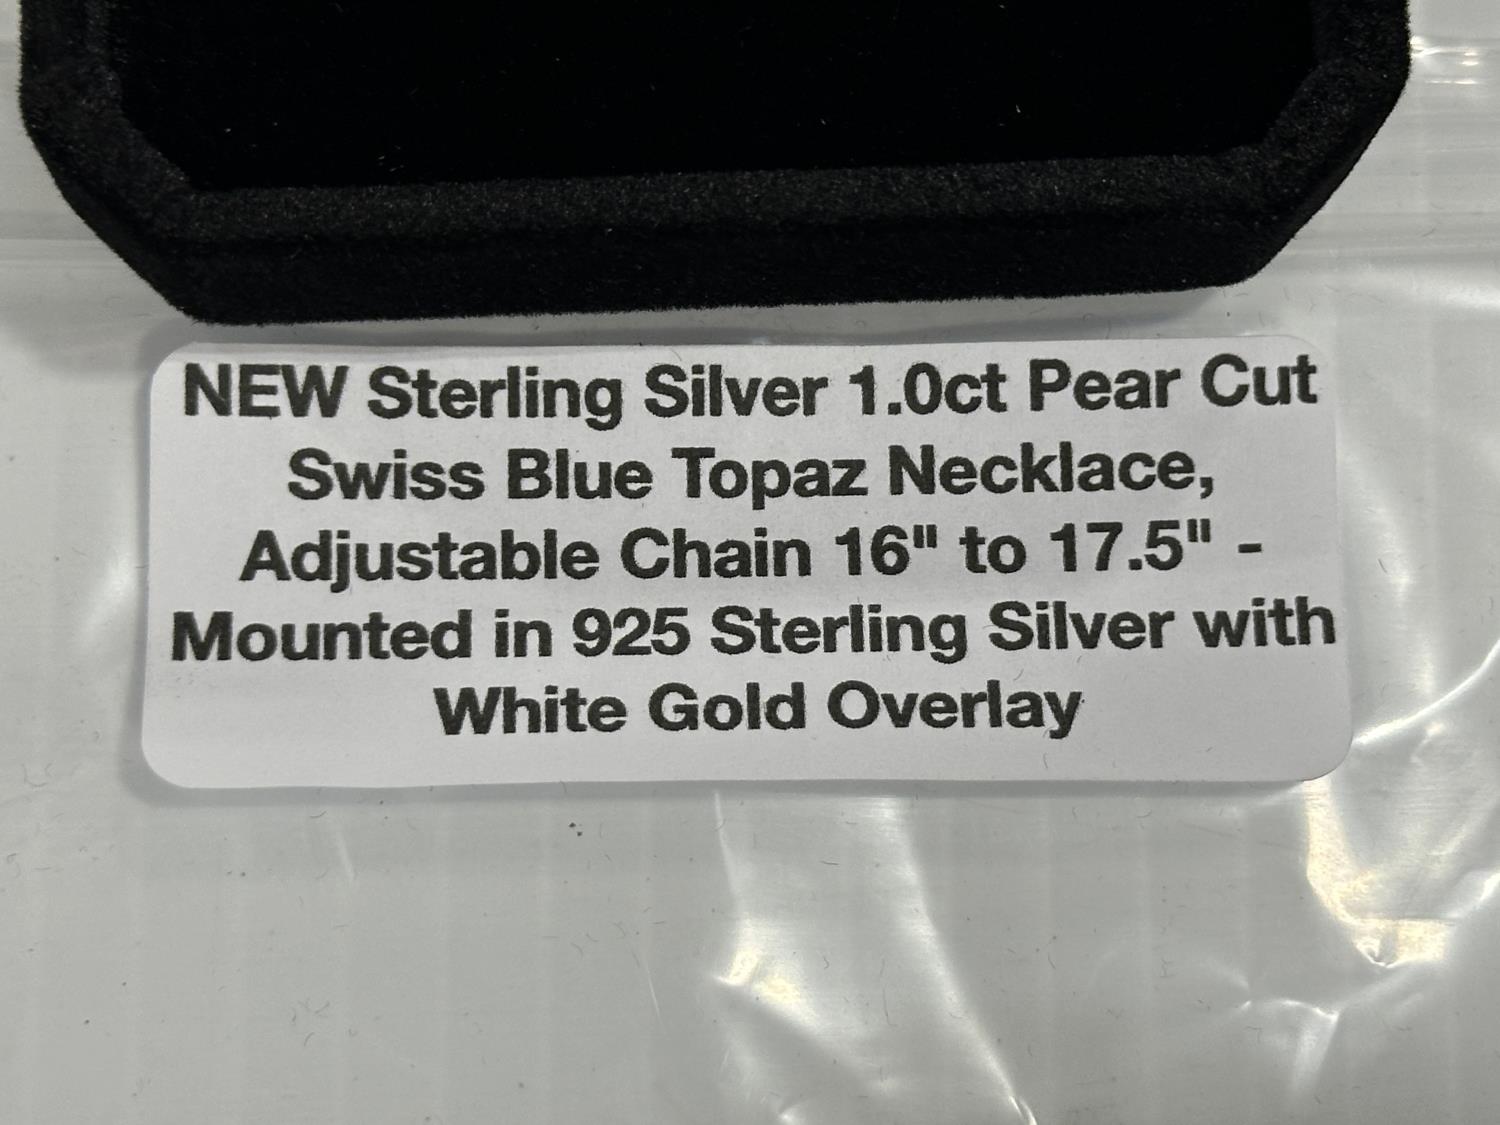 NEW Sterling Silver 1.0ct Pear Cut
Swiss Blue Topaz Necklace,
Adjustable Chain 16" to 17.5" -
Mounted in 925 Sterling Silver with
White Gold Overlay